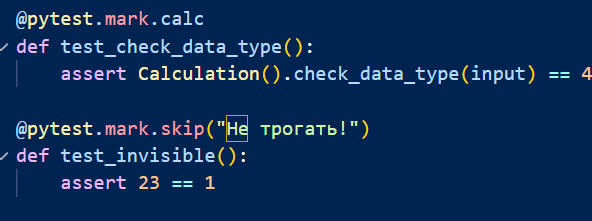 @pytest.mark.calc
def test_check_data_type():
    assert Calculation().check_data_type(input) == 4
@pytest.mark.skip("Не трогать!")
def test_invisible():
    assert 23 == 1